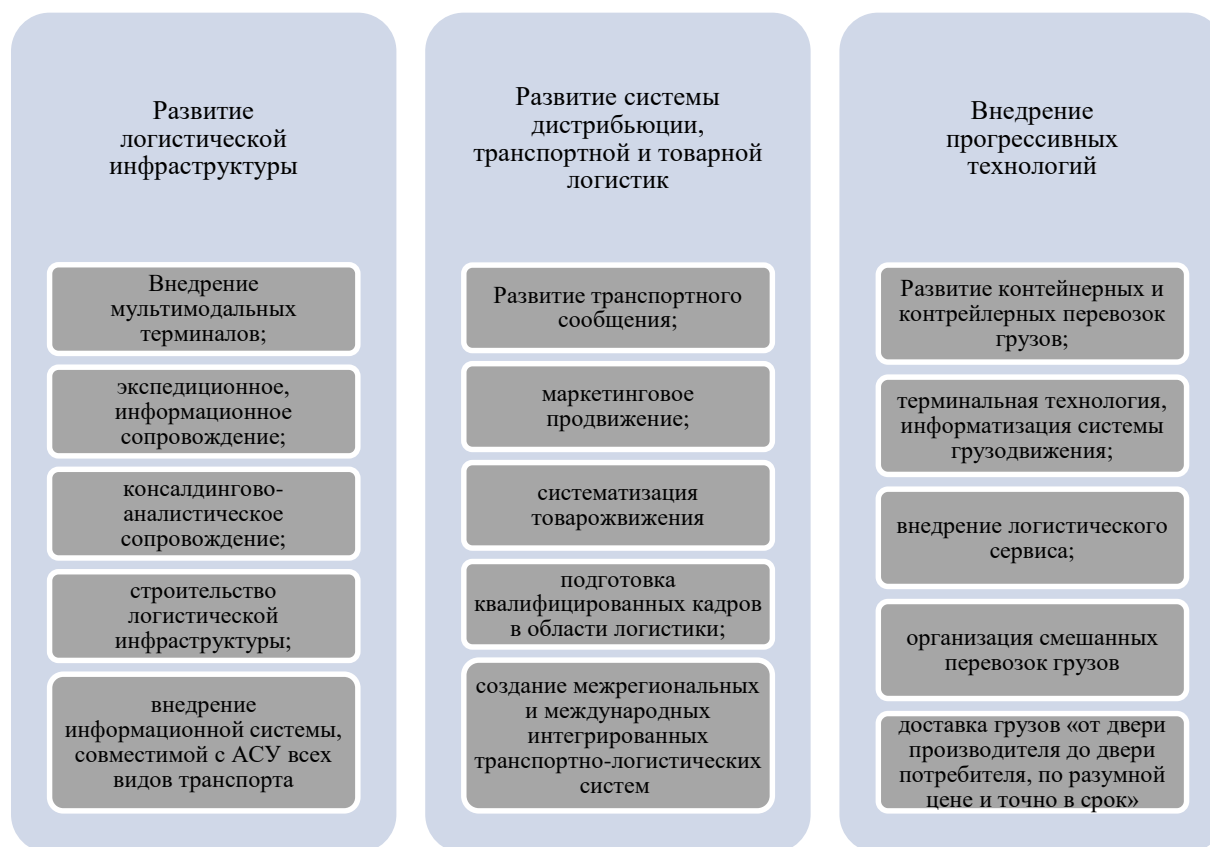 Развитие
логистической
инфраструктуры
Внедрение
мультимодальных
терминалов;
экспедиционное,
информационное
сопровождение;
консалдингово-
аналистическое
сопровождение;
строительство
логистической
инфраструктуры;
внедрение
информационной системы,
совместимой с АСУ всех
видов транспорта
Развитие системы
дистрибьюции,
транспортной и товарной
логистик
Развитие транспортного
сообщения;
маркетинговое
продвижение;
систематизация
товарожвижения
подготовка
квалифицированных кадров
в области логистики;
создание межрегиональных
и международных
интегрированных
транспортно-логистических
систем
Внедрение
прогрессивных
технологий
Развитие контейнерных и
контрейлерных перевозок
грузов;
терминальная технология,
информатизация системы
грузодвижения;
внедрение логистического
сервиса;
организация смешанных
перевозок грузов
доставка грузов «от двери
производителя до двери
потребителя, по разумной
цене и точно в срок»